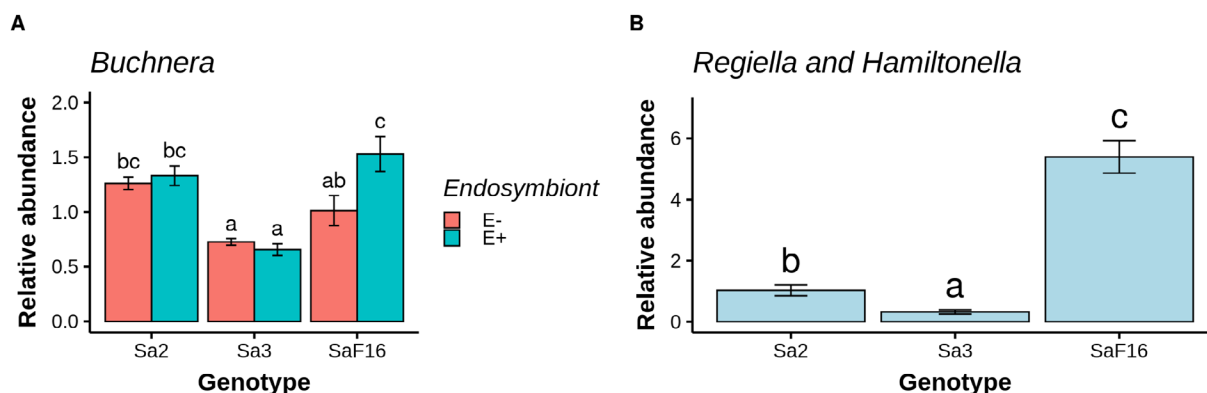 A
Buchnera
Relative abundance
2.0
1.5
1.0
0.5
0.0
bc
bc
a
a
ab
c
Sa2
Sa3
SaF16
Genotype
Endosymbiont
E-
E+
B
Regiella and Hamiltonella
Relative abundance
6
4
2
0
b
a
c
Sa2
Sa3
SaF16
Genotype